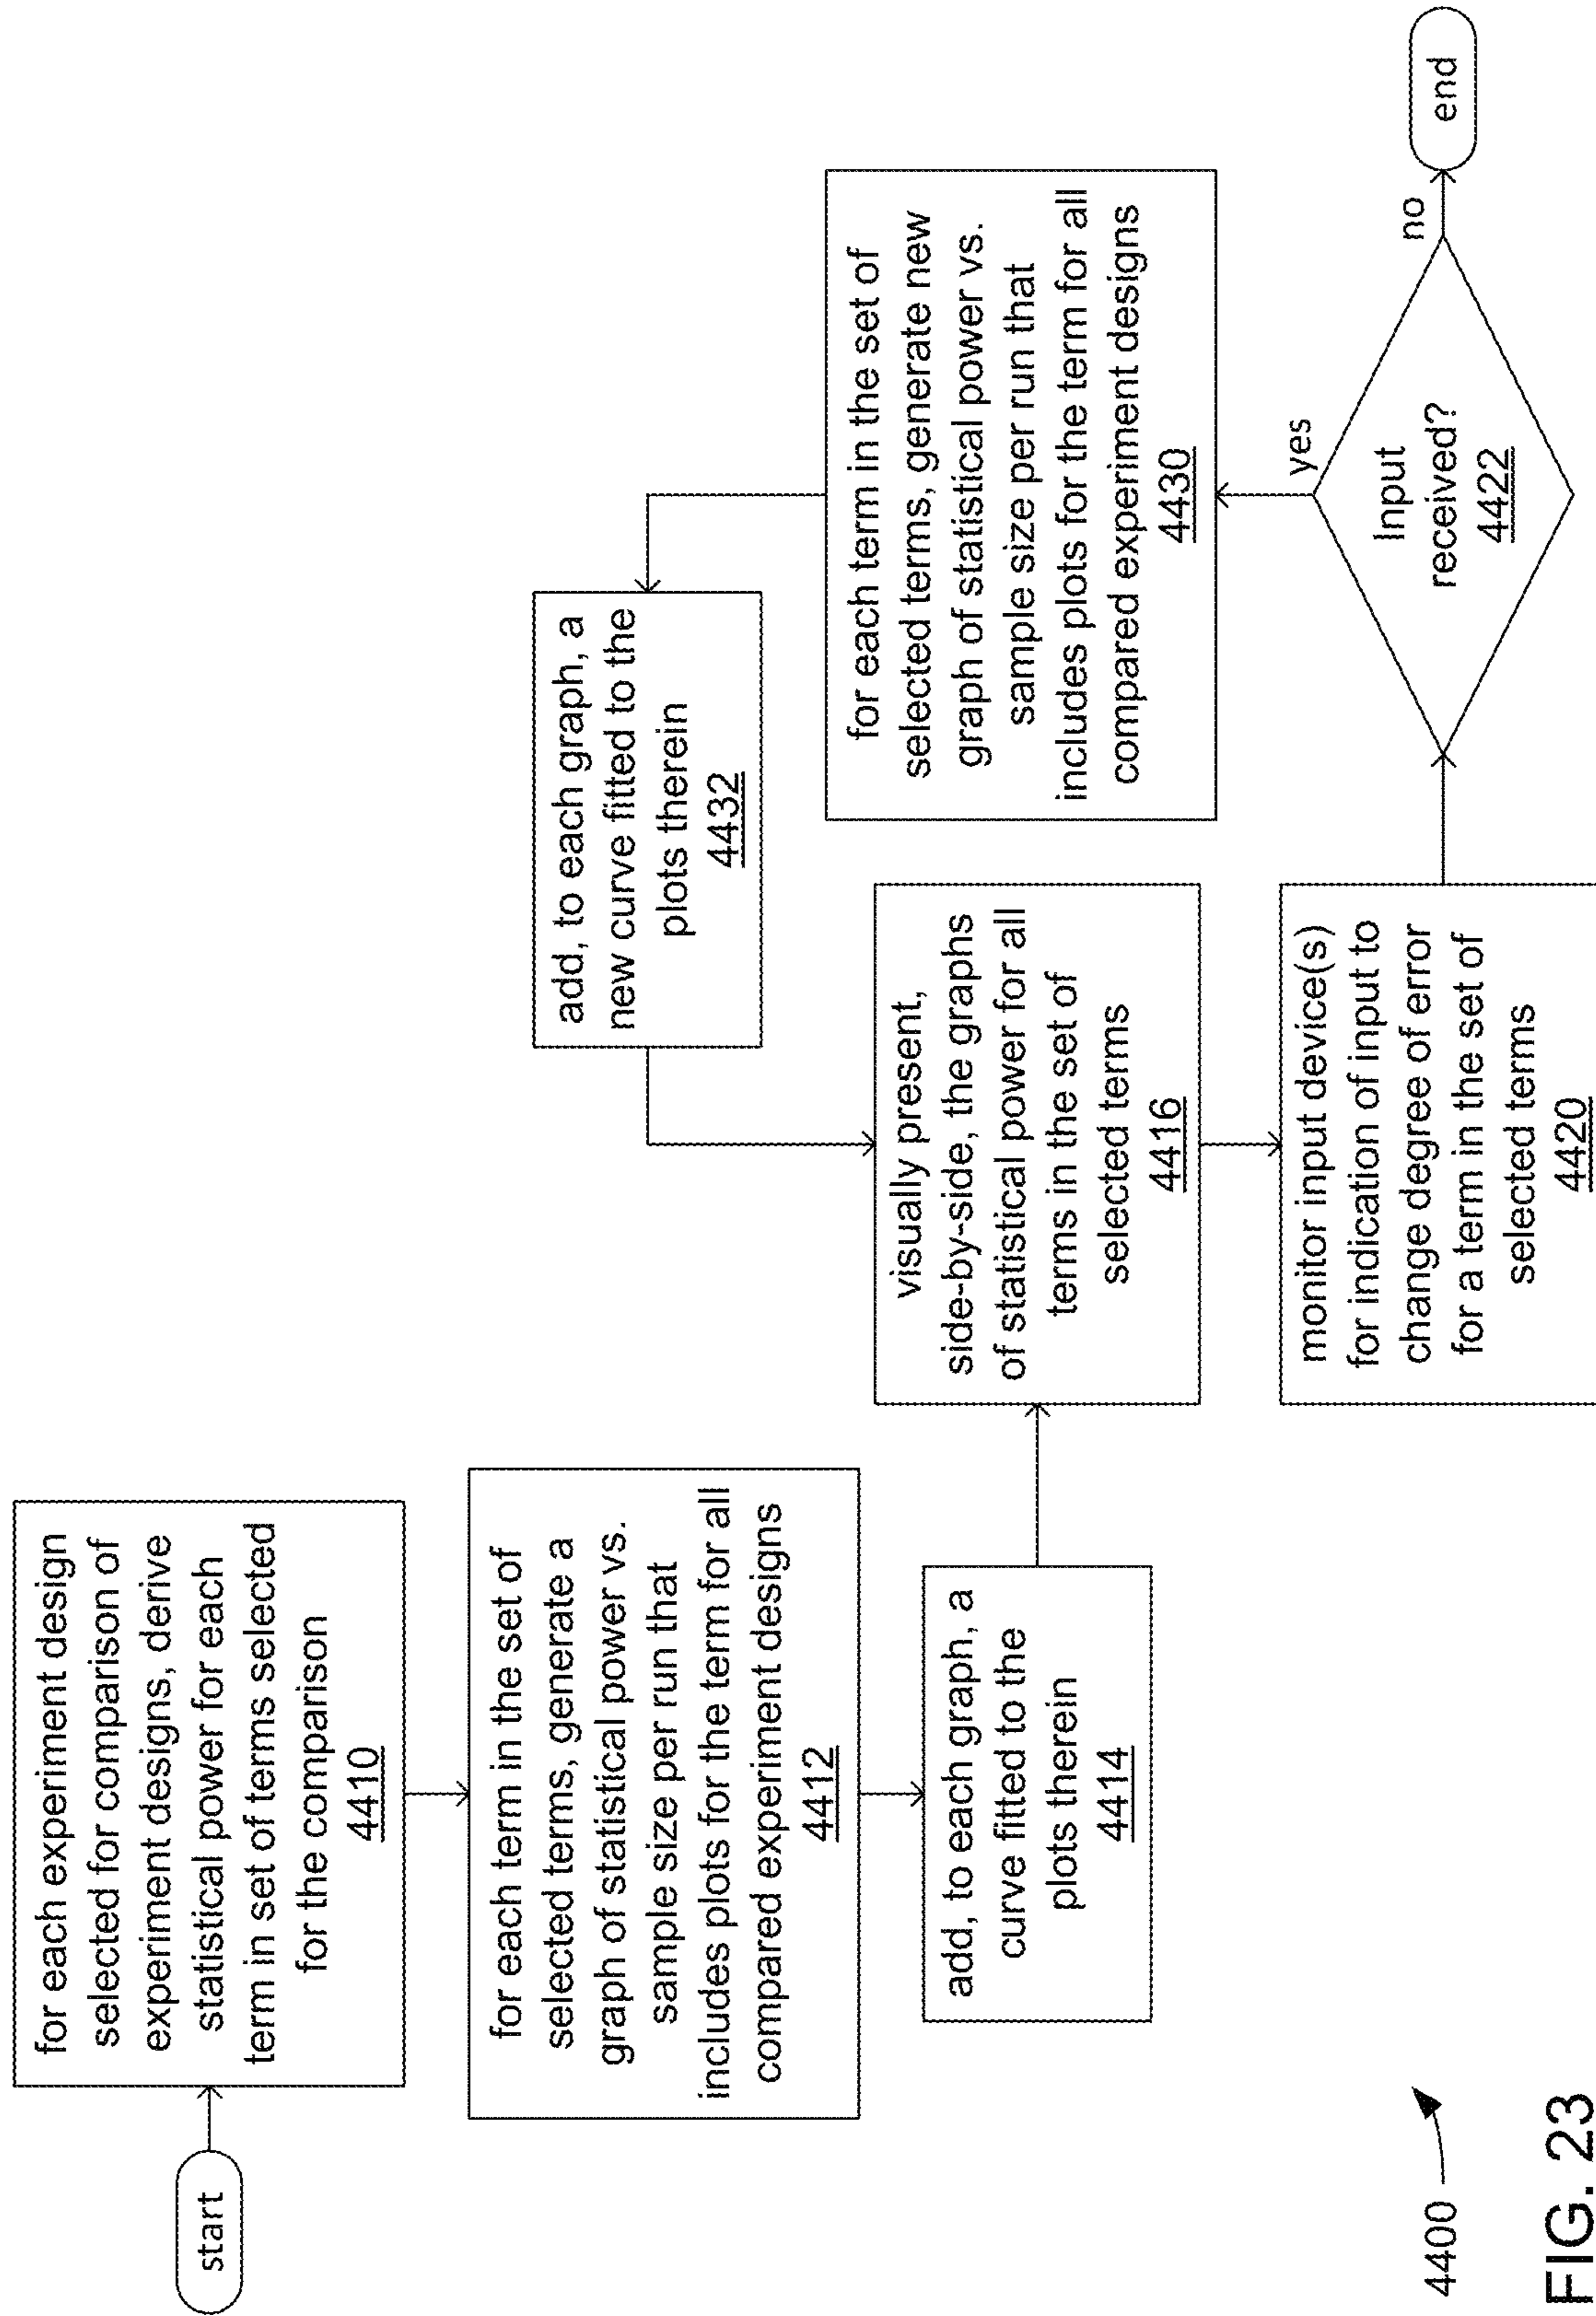 start
for each experiment design
selected for comparison of
experiment designs, derive
statistical power for each
term in set of terms selected
for the comparison
4410
for each term in the set of
selected terms, generate a
graph of statistical power vs.
sample size per run that
includes plots for the term for all
compared experiment designs
4412
add, to each graph, a
curve fitted to the
plots therein
4414
visually present,
side-by-side, the graphs
of statistical power for all
terms in the set of
selected terms
4416
monitor input device(s)
for indication of input to
change degree of error
for a term in the set of
selected terms
4420
Input
received?
4422
yes
no
end
for each term in the set of
selected terms, generate new
graph of statistical power vs.
sample size per run that
includes plots for the term for all
compared experiment designs
4430
add, to each graph, a
new curve fitted to the
plots therein
4432
4400
FIG. 23